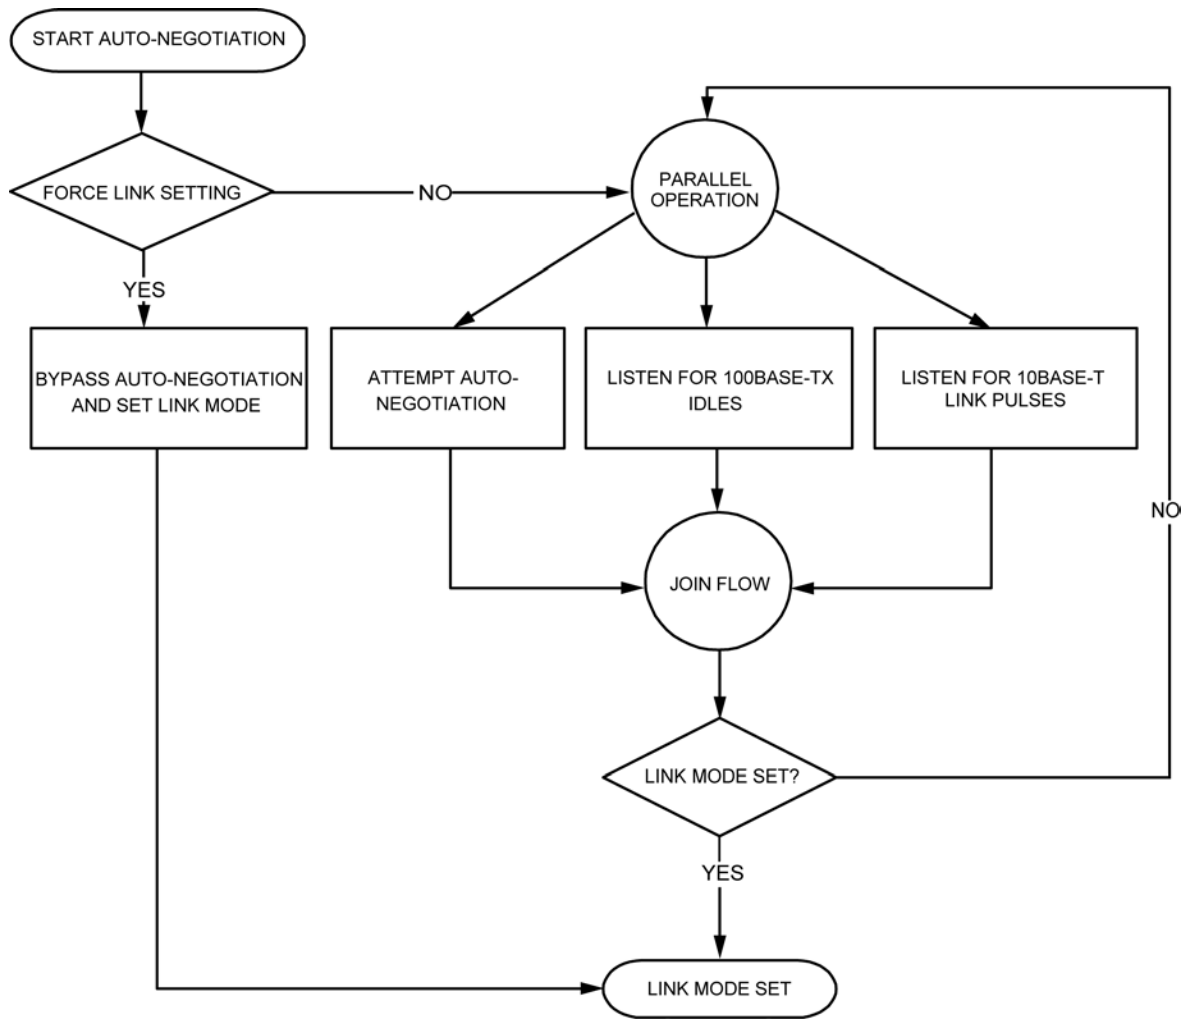 START AUTO-NEGOTIATION
FORCE LINK SETTING
NO
PARALLEL
OPERATION
YES
BYPASS AUTO-NEGOTIATION
AND SET LINK MODE
ATTEMPT AUTO-
NEGOTIATION
LISTEN FOR 100BASE-TX
IDLES
LISTEN FOR 10BASE-T
LINK PULSES
NO
JOIN FLOW
LINK MODE SET?
YES
LINK MODE SET